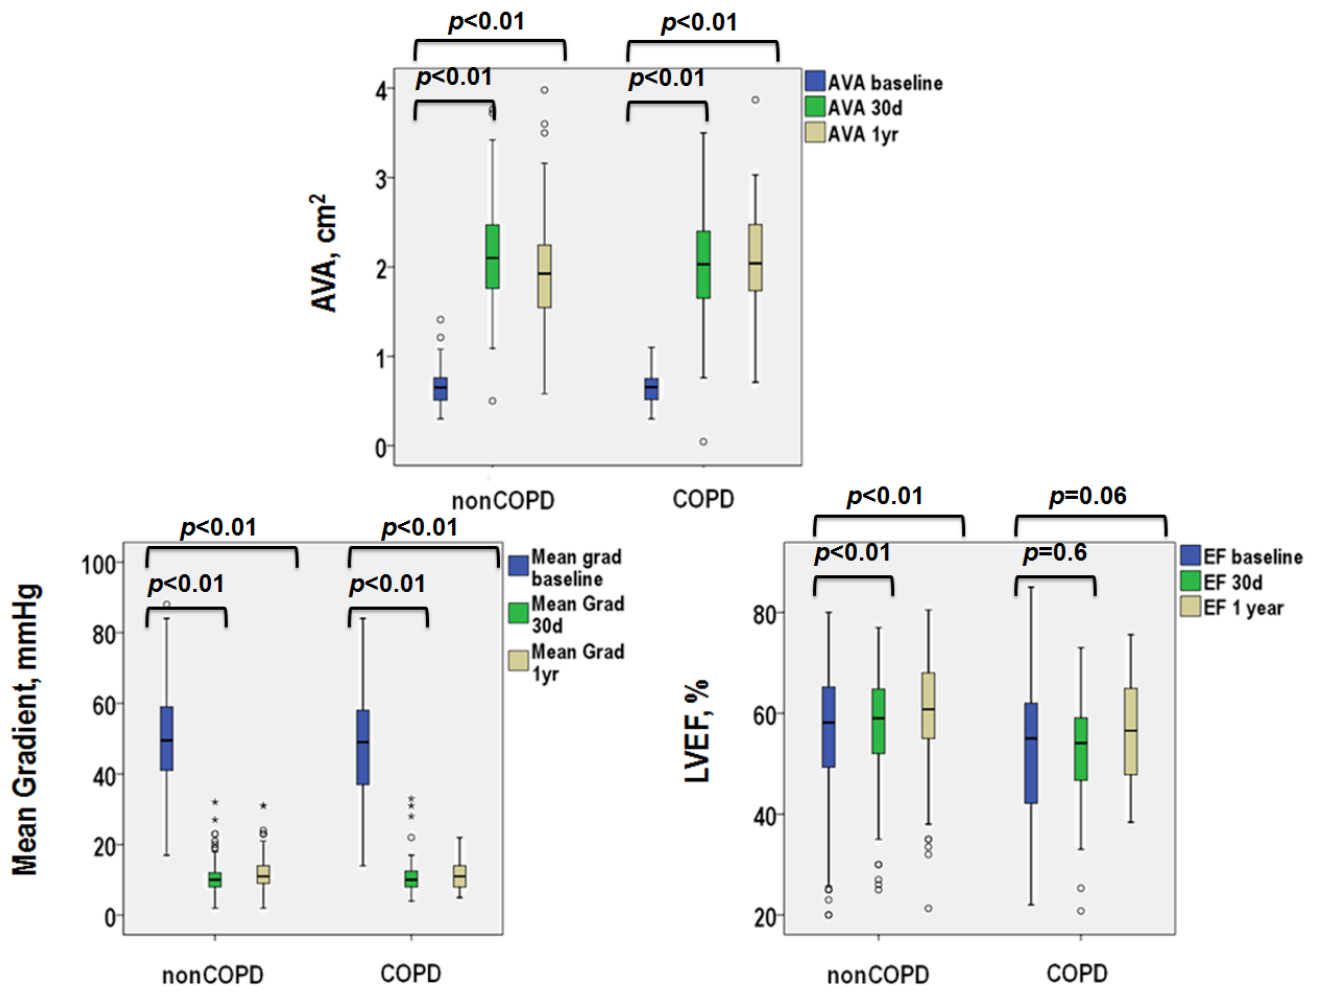 p<0.01
p<0.01
p<0.01
p<0.01
AVA baseline
AVA 30d
AVA 1yr
4
3
2
1
0
AVA, cm²
nonCOPD
COPD
p<0.01
p<0.01
p<0.01
p<0.01
Mean grad
baseline
Mean Grad
30d
Mean Grad
1yr
100
80
60
40
20
0
Mean Gradient, mmHg
nonCOPD
COPD
p<0.01
p=0.06
p<0.01
p=0.6
EF baseline
EF 30d
EF 1 year
80
60
40
20
LVEF, %
nonCOPD
COPD